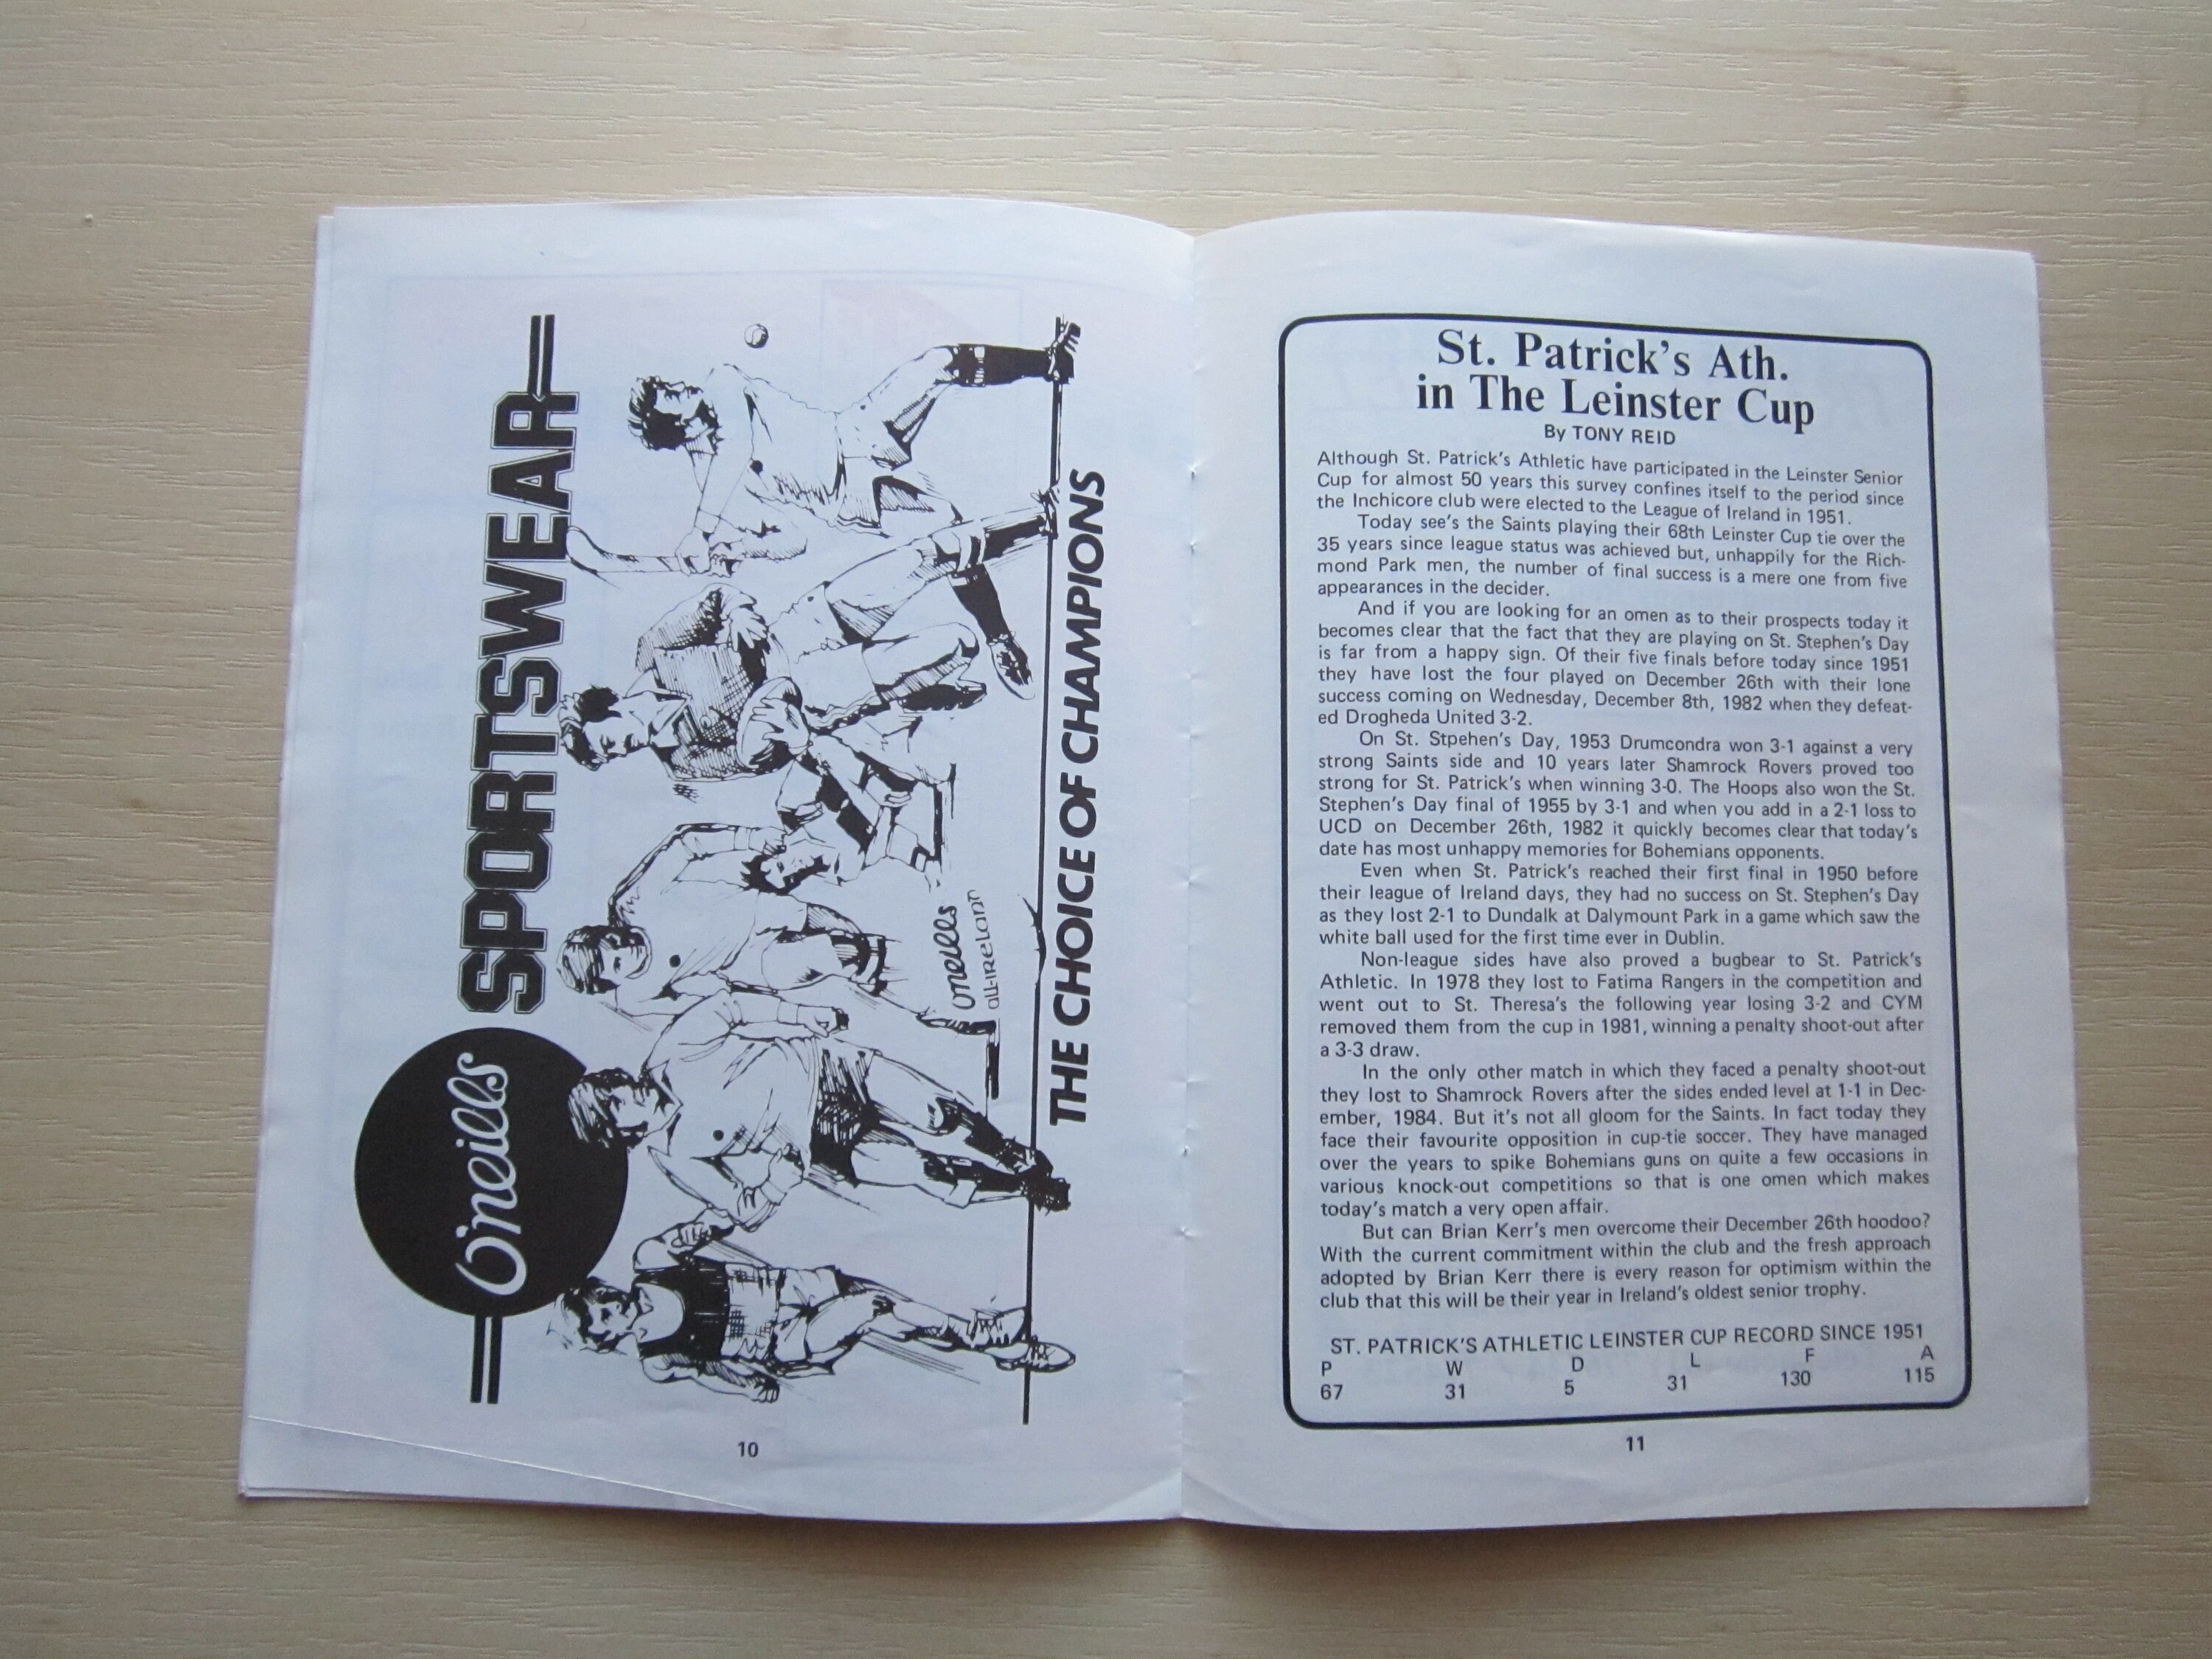 O'neills
SPORTSWEAR
oneills
all-ireland
THE CHOICE OF CHAMPIONS
10
St. Patrick's Ath.
in The Leinster Cup
By TONY REID
Although St. Patrick's Athletic have participated in the Leinster Senior
Cup for almost 50 years this survey confines itself to the period since
the Inchicore club were elected to the League of Ireland in 1951.
Today see's the Saints playing their 68th Leinster Cup tie over the
35 years since league status was achieved but, unhappily for the Rich-
mond Park men, the number of final success is a mere one from five
appearances in the decider.
And if you are looking for an omen as to their prospects today it
becomes clear that the fact that they are playing on St. Stephen's Day
is far from a happy sign. Of their five finals before today since 1951
they have lost the four played on December 26th with their lone
success coming on Wednesday, December 8th, 1982 when they defeat-
ed Drogheda United 3-2.
On St. Stpehen's Day, 1953 Drumcondra won 3-1 against a very
strong Saints side and 10 years later Shamrock Rovers proved too
strong for St. Patrick's when winning 3-0. The Hoops also won the St.
Stephen's Day final of 1955 by 3-1 and when you add in a 2-1 loss to
UCD on December 26th, 1982 it quickly becomes clear that today's
date has most unhappy memories for Bohemians opponents.
Even when St. Patrick's reached their first final in 1950 before
their league of Ireland days, they had no success on St. Stephen's Day
as they lost 2-1 to Dundalk at Dalymount Park in a game which saw the
white ball used for the first time ever in Dublin.
Non-league sides have also proved a bugbear to St. Patrick's
Athletic. In 1978 they lost to Fatima Rangers in the competition and
went out to St. Theresa's the following year losing 3-2 and CYM
removed them from the cup in 1981, winning a penalty shoot-out after
a 3-3 draw.
In the only other match in which they faced a penalty shoot-out
they lost to Shamrock Rovers after the sides ended level at 1-1 in Dec-
ember, 1984. But it's not all gloom for the Saints. In fact today they
face their favourite opposition in cup-tie soccer. They have managed
over the years to spike Bohemians guns on quite a few occasions in
various knock-out competitions so that is one omen which makes
today's match a very open affair.
But can Brian Kerr's men overcome their December 26th hoodoo?
With the current commitment within the club and the fresh approach
adopted by Brian Kerr there is every reason for optimism within the
club that this will be their year in Ireland's oldest senior trophy.
ST. PATRICK'S ATHLETIC LEINSTER CUP RECORD SINCE 1951
P W D L F A
67 31 5 31 130 115
11